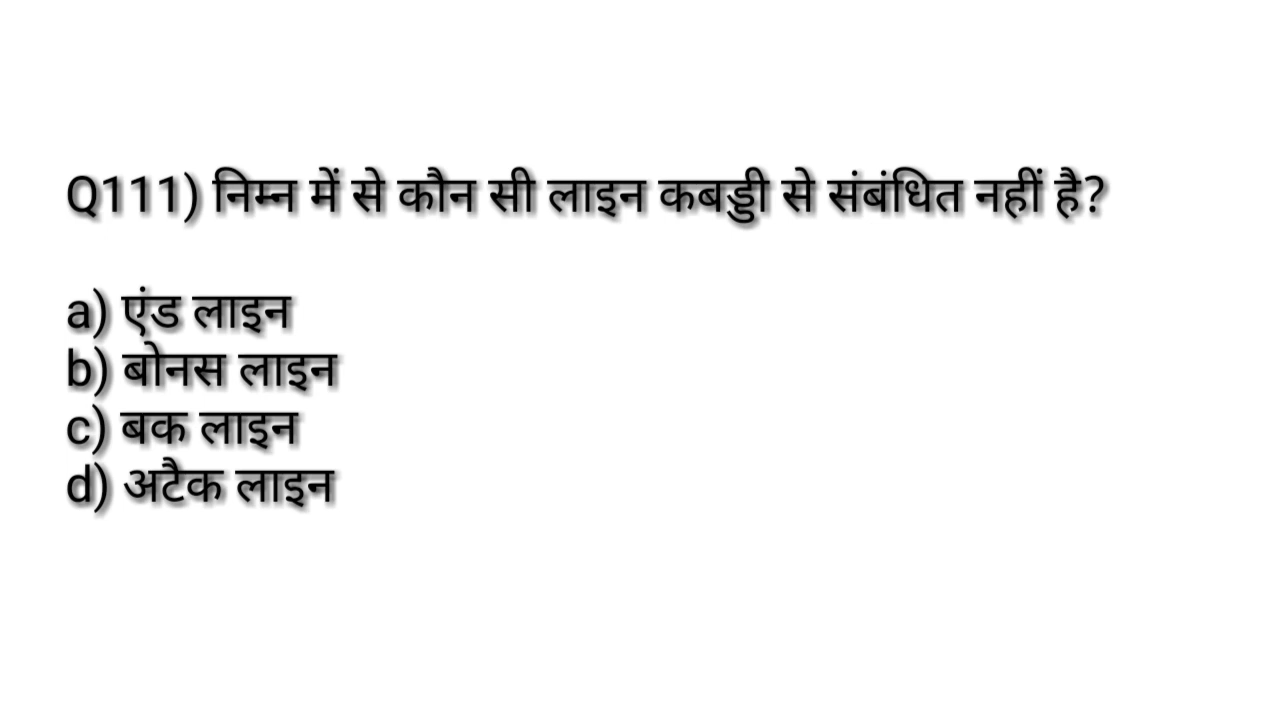 Q111) निम्न में से कौन सी लाइन कबड्डी से संबंधित नहीं है?
a) एंड लाइन
b) बोनस लाइन
c) बक लाइन
d) अटैक लाइन